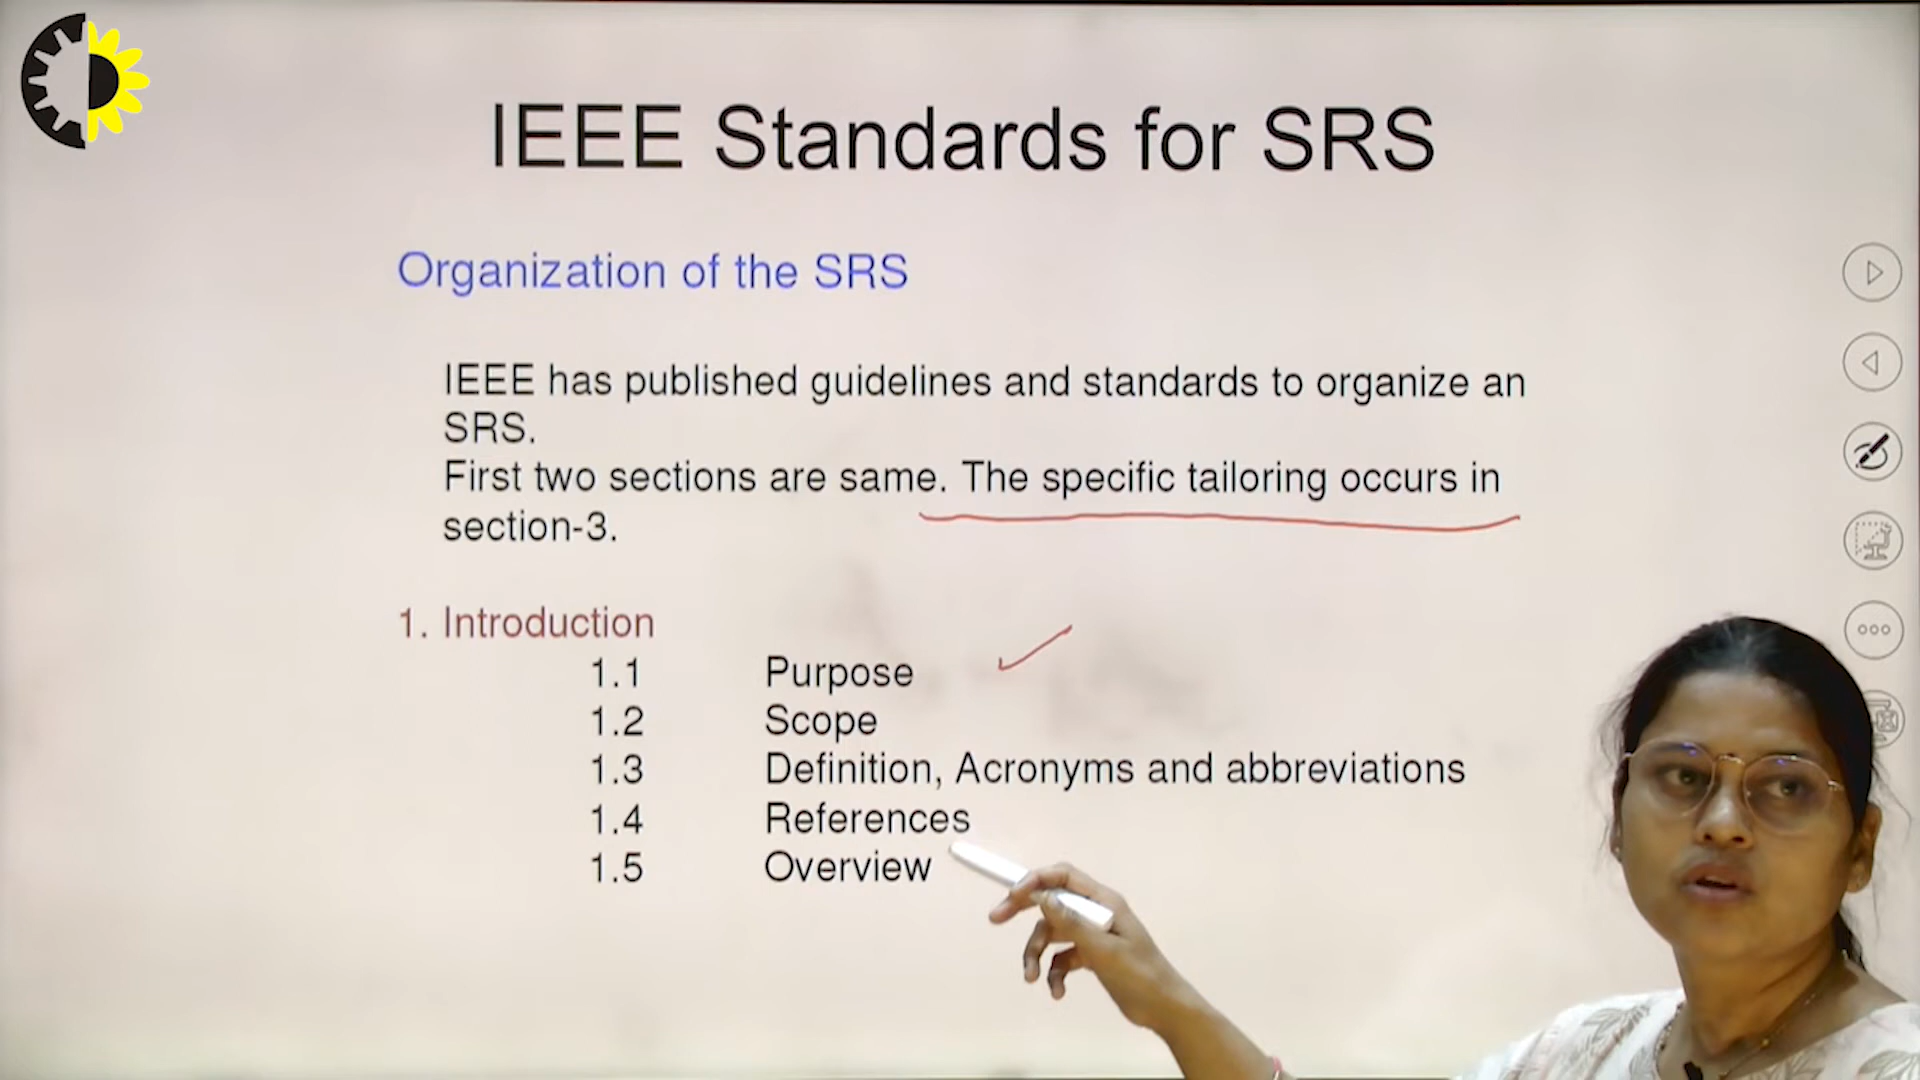 IEEE Standards for SRS
Organization of the SRS
IEEE has published guidelines and standards to organize an
SRS.
First two sections are same. The specific tailoring occurs in
section-3.
1. Introduction
1.1 Purpose
1.2 Scope
1.3 Definition, Acronyms and abbreviations
1.4 References
1.5 Overview